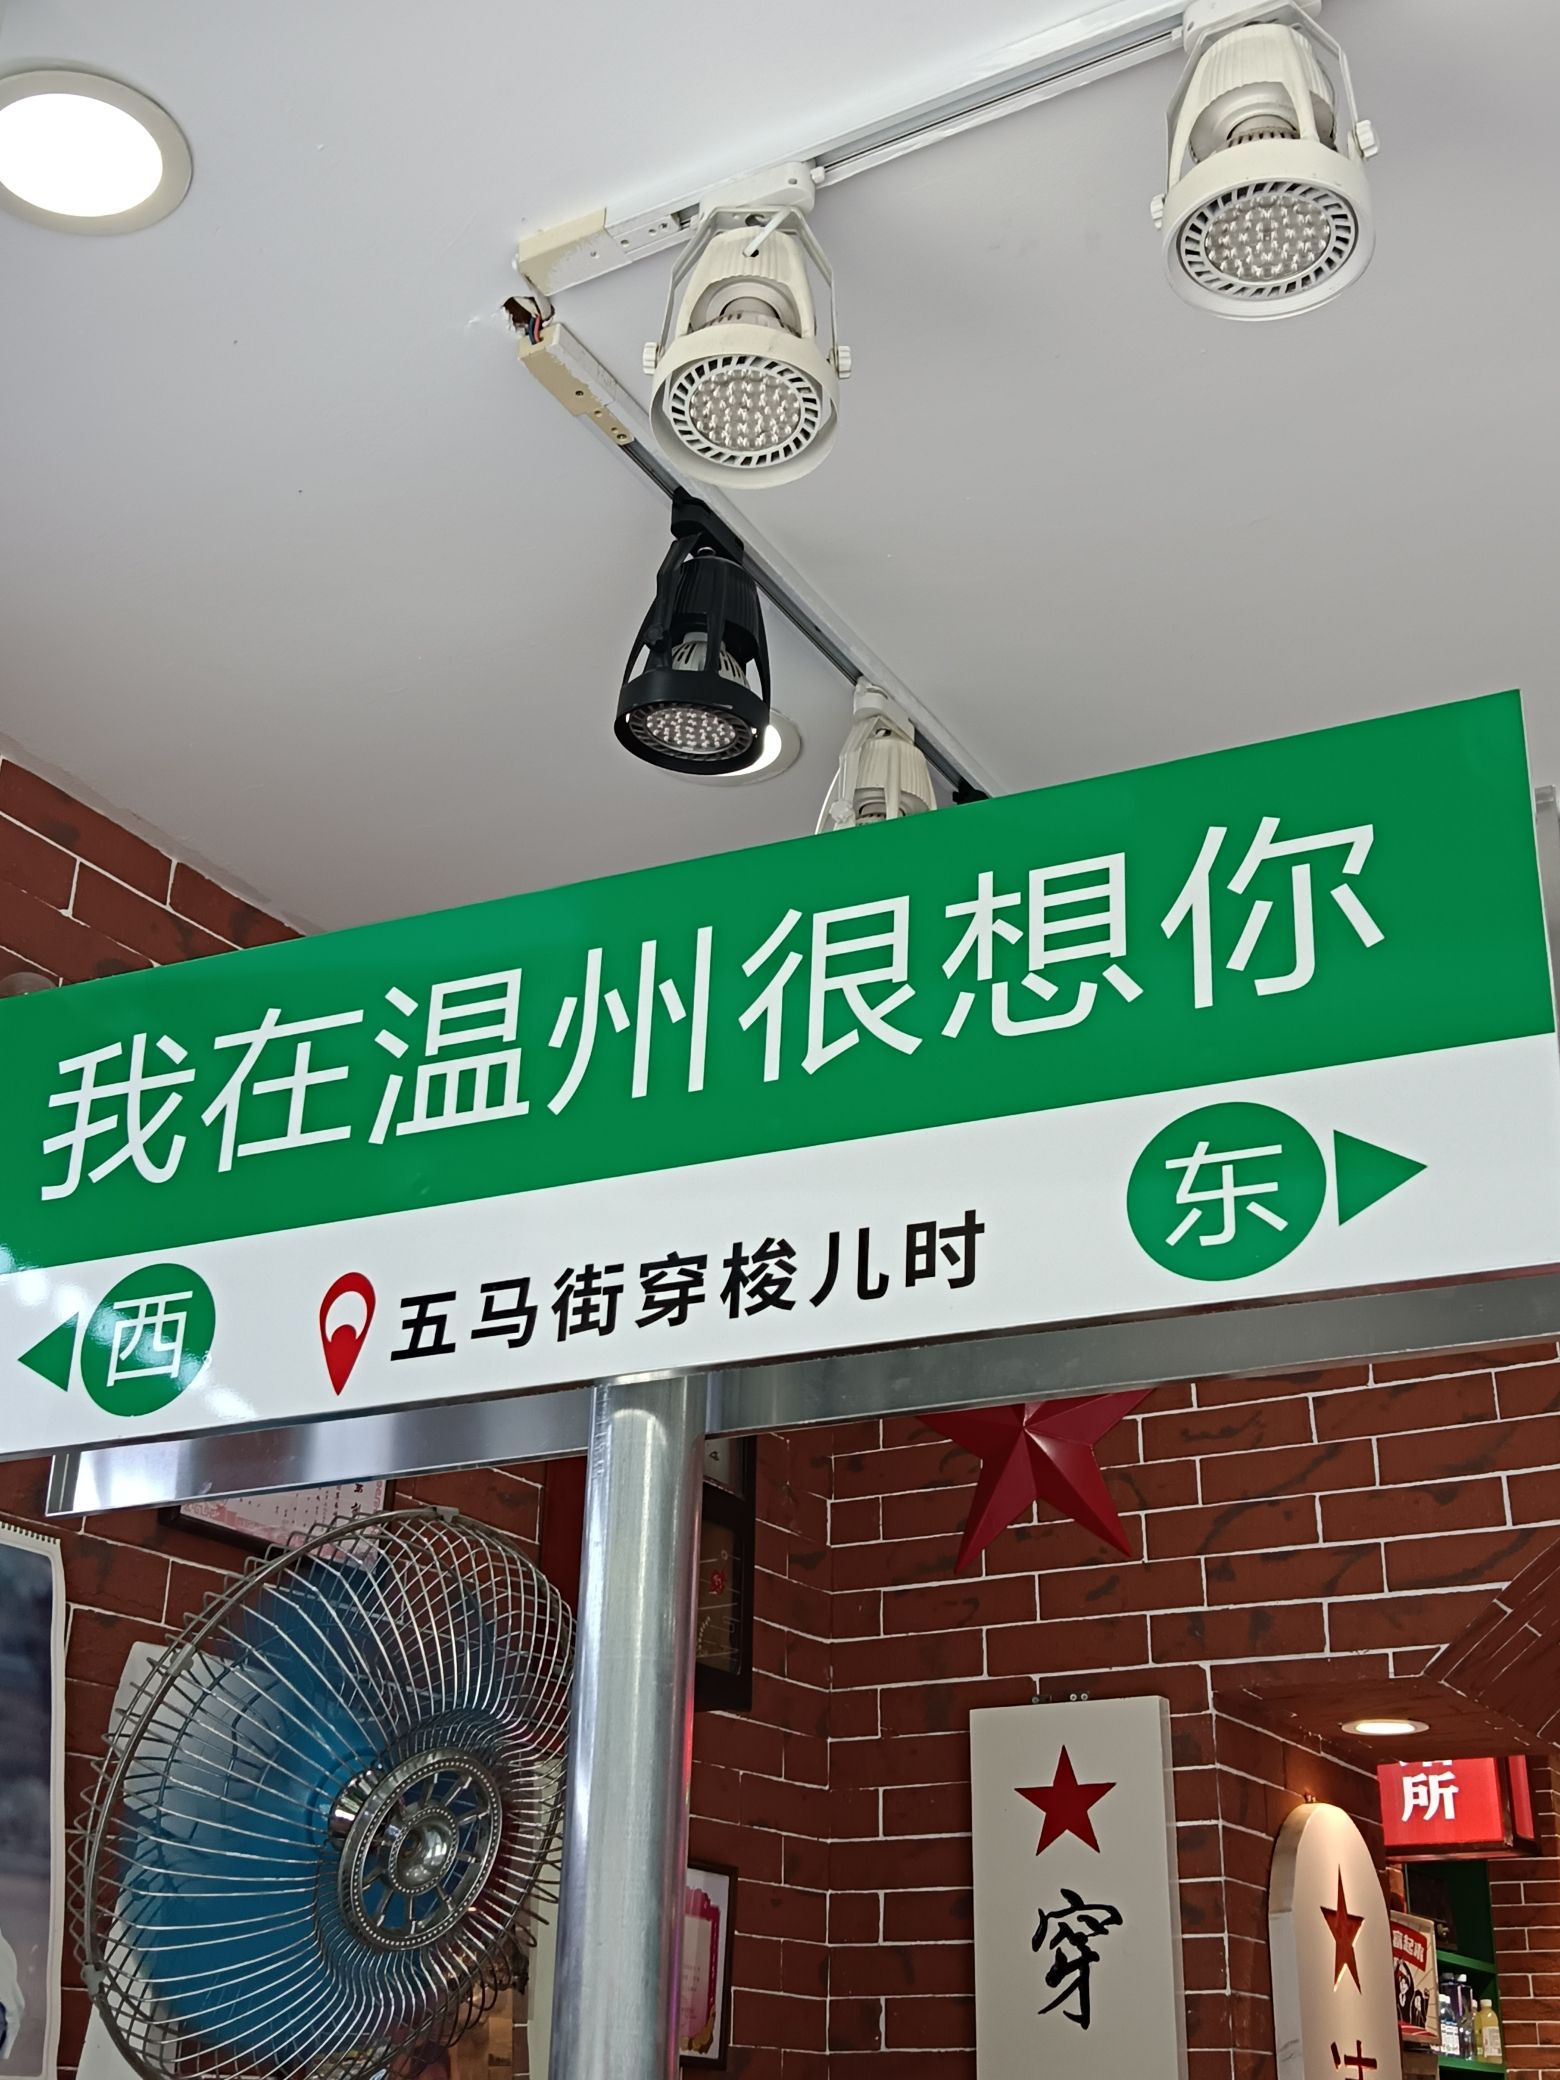 我在温州很想你
西
五马街穿梭儿时
东
所
穿